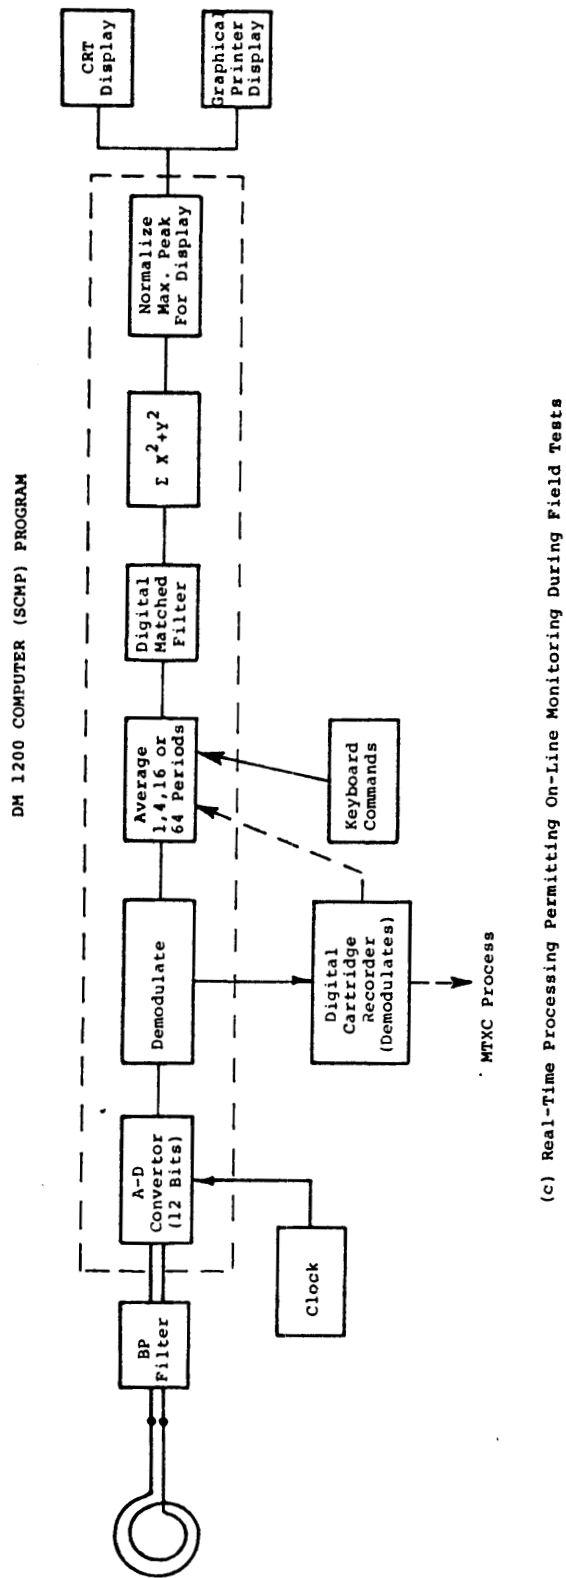 DM 1200 COMPUTER (SCMP) PROGRAM
BP
Filter
A-D
Convertor
(12 Bits)
Clock
Demodulate
Digital
Cartridge
Recorder
(Demodulates)
MTXC Process
Average
1,4,16 or
64 Periods
Keyboard
Commands
Digital
Matched
Filter
Σ X²+Y²
Normalize
Max. Peak
For Display
CRT
Display
Graphical
Printer
Display
(c) Real-Time Processing Permitting On-Line Monitoring During Field Tests